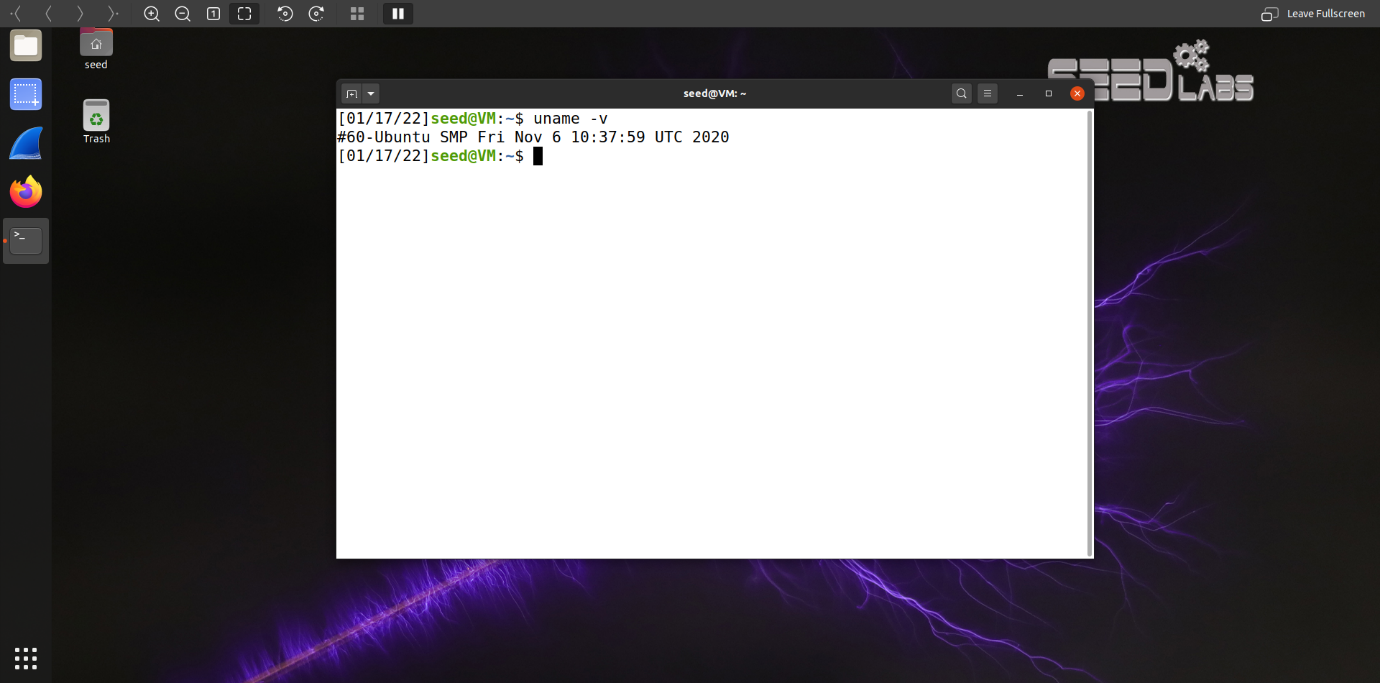 Leave Fullscreen
seed
Trash
SEED LABS
seed@VM: ~
[01/17/22]seed@VM:~$ uname -v
#60-Ubuntu SMP Fri Nov 6 10:37:59 UTC 2020
[01/17/22]seed@VM:~$